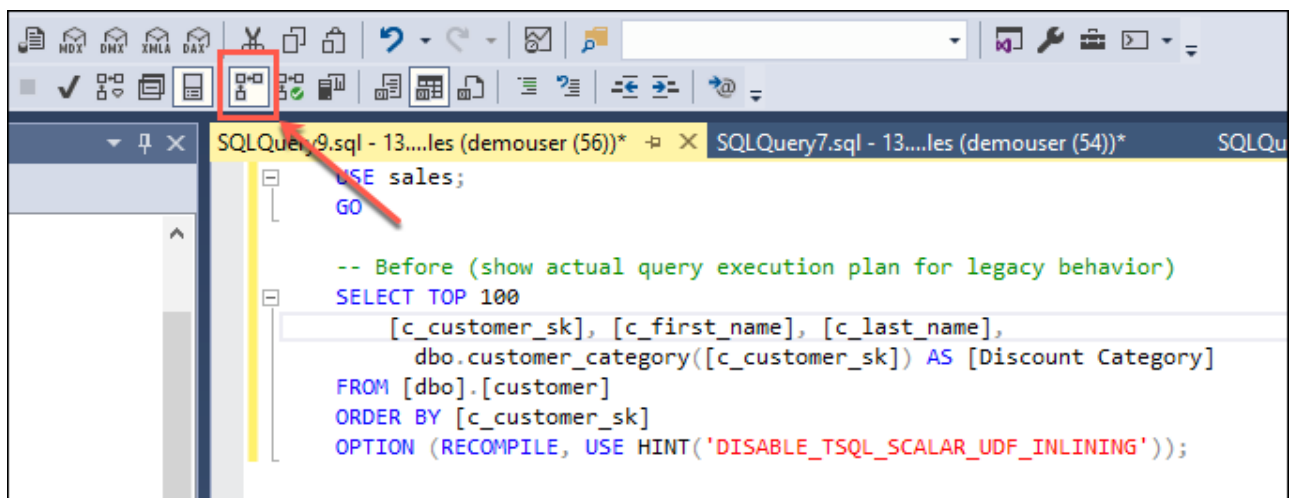 MDX DMX XMLA DAX
SQLQuery9.sql - 13....les (demouser (56))* SQLQuery7.sql - 13....les (demouser (54))* SQLQu
USE sales;
GO
-- Before (show actual query execution plan for legacy behavior)
SELECT TOP 100
[c_customer_sk], [c_first_name], [c_last_name],
dbo.customer_category([c_customer_sk]) AS [Discount Category]
FROM [dbo].[customer]
ORDER BY [c_customer_sk]
OPTION (RECOMPILE, USE HINT('DISABLE_TSQL_SCALAR_UDF_INLINING'));